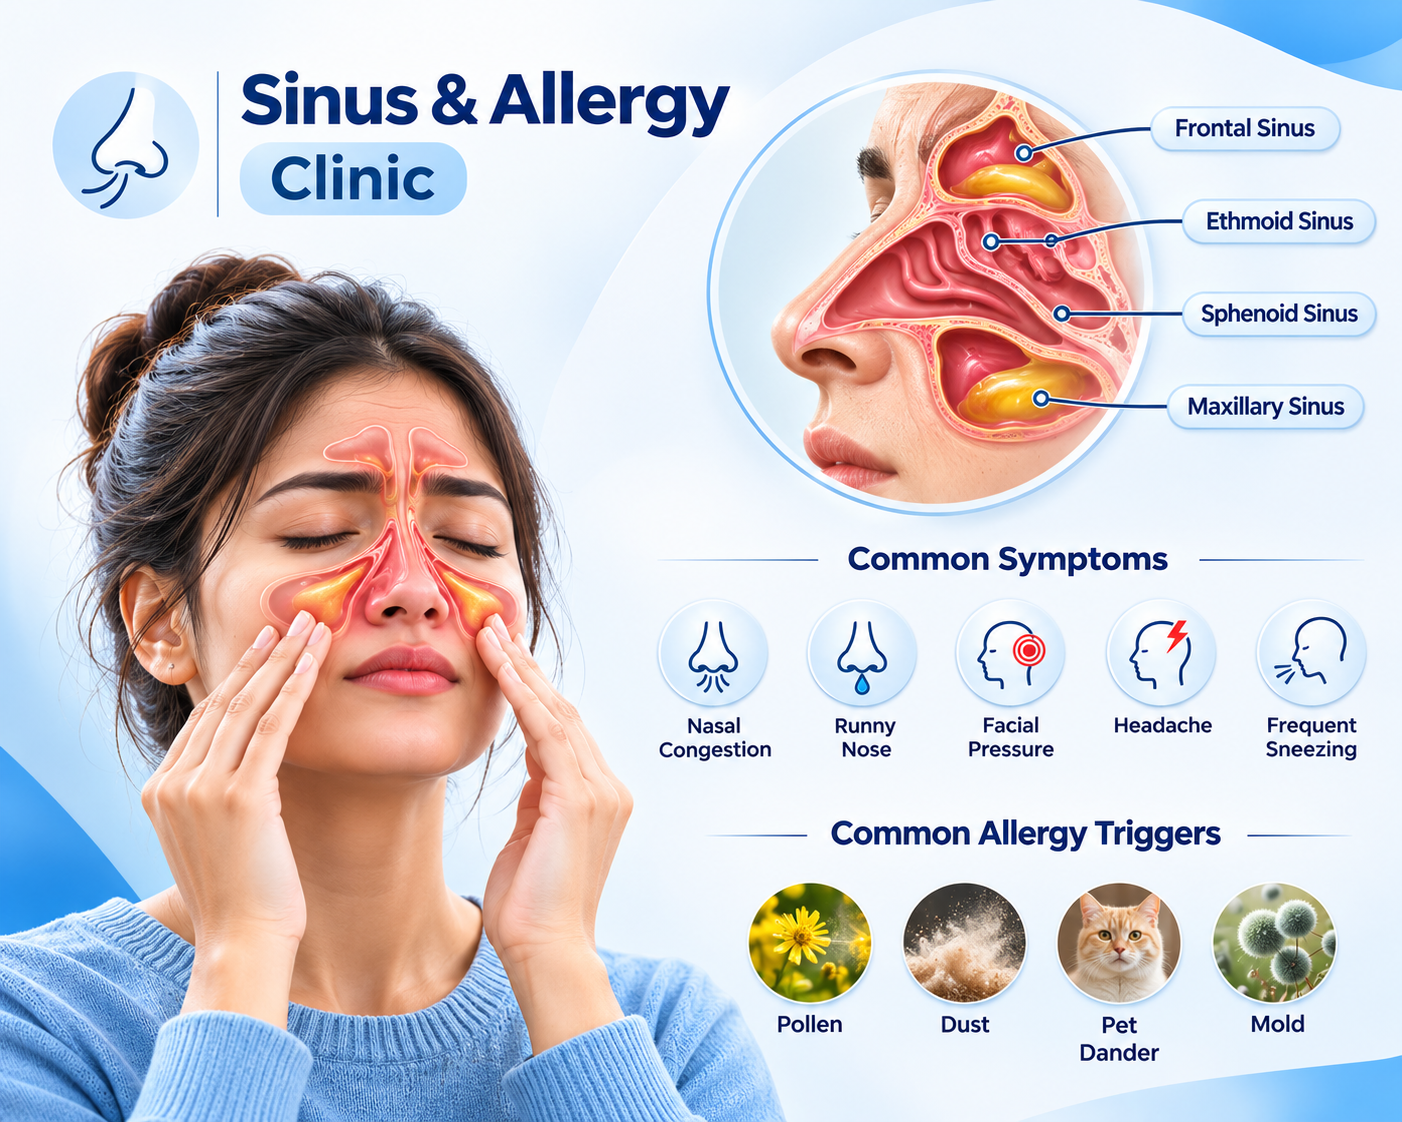 Sinus & Allergy
Clinic
Frontal Sinus
Ethmoid Sinus
Sphenoid Sinus
Maxillary Sinus
Common Symptoms
Nasal
Congestion
Runny
Nose
Facial
Pressure
Headache
Frequent
Sneezing
Common Allergy Triggers
Pollen
Dust
Pet
Dander
Mold